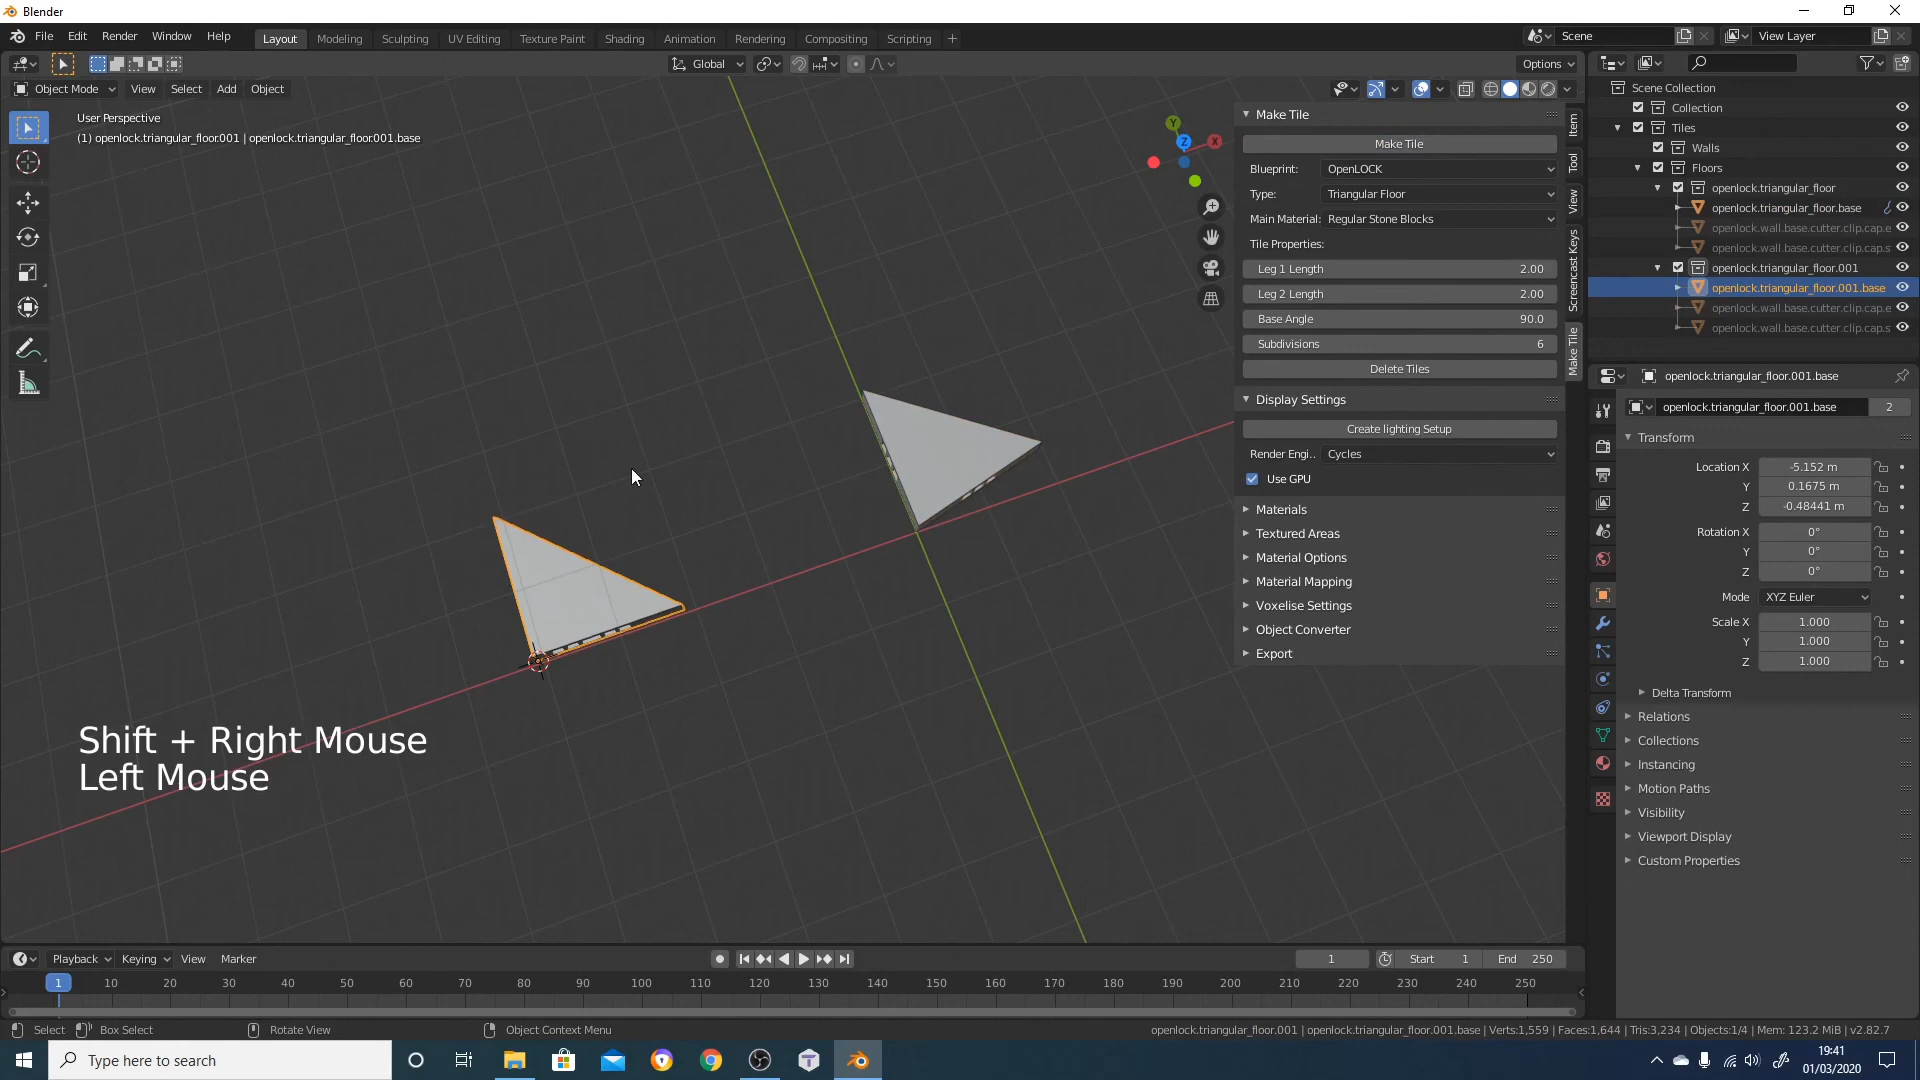 Blender
File Edit Render Window Help
Layout Modeling Sculpting UV Editing Texture Paint Shading Animation Rendering Compositing Scripting +
Scene
View Layer
Global
Options
Object Mode View Select Add Object
User Perspective
(1) openlock.triangular_floor.001 | openlock.triangular_floor.001.base
Y
Z
X
Make Tile
Make Tile
Blueprint: OpenLOCK
Type: Triangular Floor
Main Material: Regular Stone Blocks
Tile Properties:
Leg 1 Length 2.00
Leg 2 Length 2.00
Base Angle 90.0
Subdivisions 6
Delete Tiles
Display Settings
Create lighting Setup
Render Engi.. Cycles
Use GPU
Materials
Textured Areas
Material Options
Material Mapping
Voxelise Settings
Object Converter
Export
Item
Tool
View
Screencast Keys
Make Tile
Scene Collection
Collection
Tiles
Walls
Floors
openlock.triangular_floor
openlock.triangular_floor.base
openlock.wall.base.cutter.clip.cap.e
openlock.wall.base.cutter.clip.cap.s
openlock.triangular_floor.001
openlock.triangular_floor.001.base
openlock.wall.base.cutter.clip.cap.e
openlock.wall.base.cutter.clip.cap.s
openlock.triangular_floor.001.base
openlock.triangular_floor.001.base 2
Transform
Location X -5.152 m
Y 0.1675 m
Z -0.48441 m
Rotation X 0°
Y 0°
Z 0°
Mode XYZ Euler
Scale X 1.000
Y 1.000
Z 1.000
Delta Transform
Relations
Collections
Instancing
Motion Paths
Visibility
Viewport Display
Custom Properties
Shift + Right Mouse
Left Mouse
Playback Keying View Marker
1 Start 1 End 250
1 10 20 30 40 50 60 70 80 90 100 110 120 130 140 150 160 170 180 190 200 210 220 230 240 250
Select Box Select Rotate View Object Context Menu
openlock.triangular_floor.001 | openlock.triangular_floor.001.base | Verts:1,559 | Faces:1,644 | Tris:3,234 | Objects:1/4 | Mem: 123.2 MiB | v2.82.7
Type here to search
19:41
01/03/2020